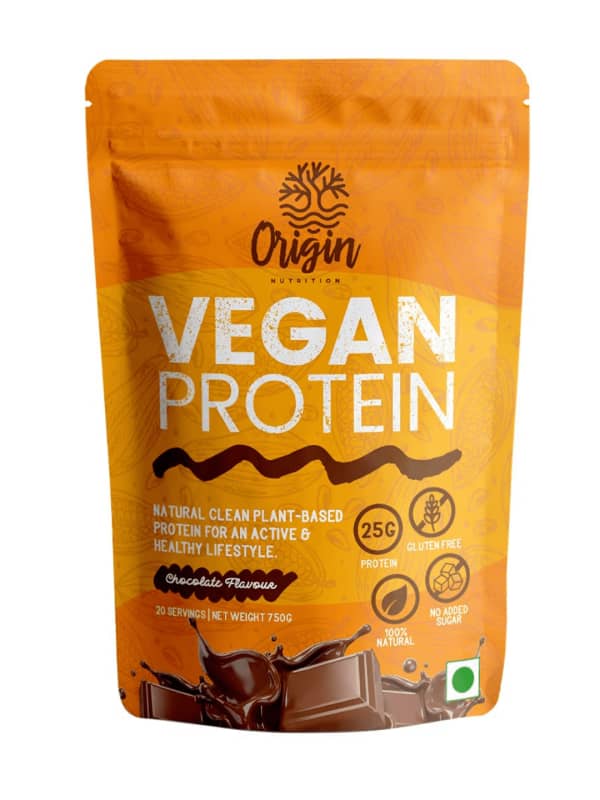 Origin
NUTRITION
VEGAN
PROTEIN
NATURAL CLEAN PLANT-BASED
PROTEIN FOR AN ACTIVE &
HEALTHY LIFESTYLE.
Chocolate Flavour
20 SERVINGS | NET WEIGHT 750G
25G
PROTEIN
GLUTEN FREE
100%
NATURAL
NO ADDED
SUGAR